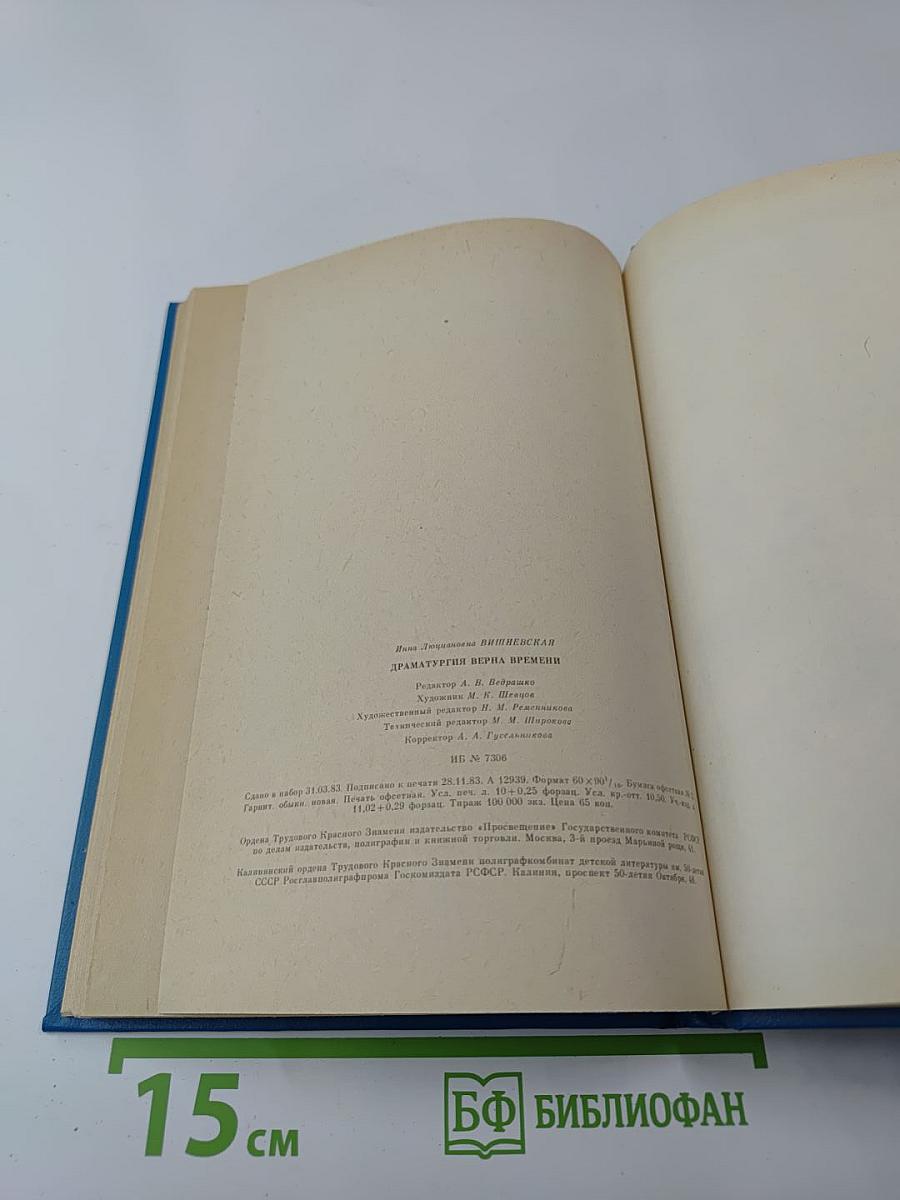 Инна Люциановна ВИШНЕВСКАЯ
ДРАМАТУРГИЯ ВЕРНА ВРЕМЕНИ
Редактор А. В. Ведрашко
Художник М. К. Шевцов
Художественный редактор Н. М. Ременникова
Технический редактор М. М. Широкова
Корректор А. А. Гусельникова
ИБ № 7306
Сдано в набор 31.03.83. Подписано к печати 28.11.83. А 12939. Формат 60×90¹/₁₆. Бумага офсетная №
Гарнит. обыкн. новая. Печать офсетная. Усл. печ. л. 10+0,25 форзац. Усл. кр.-отт. 10,50. Уч.-изд. л.
11,02+0,29 форзац. Тираж 100 000 экз. Цена 65 коп.
Ордена Трудового Красного Знамени издательство «Просвещение» Государственного комитета РСФСР
по делам издательств, полиграфии и книжной торговли. Москва, 3-й проезд Марьиной рощи, 41.
Калининский ордена Трудового Красного Знамени полиграфкомбинат детской литературы им. 50-летия
СССР Росглавполиграфпрома Госкомиздата РСФСР. Калинин, проспект 50-летия Октября, 46.
15 см
БФ БИБЛИОФАН